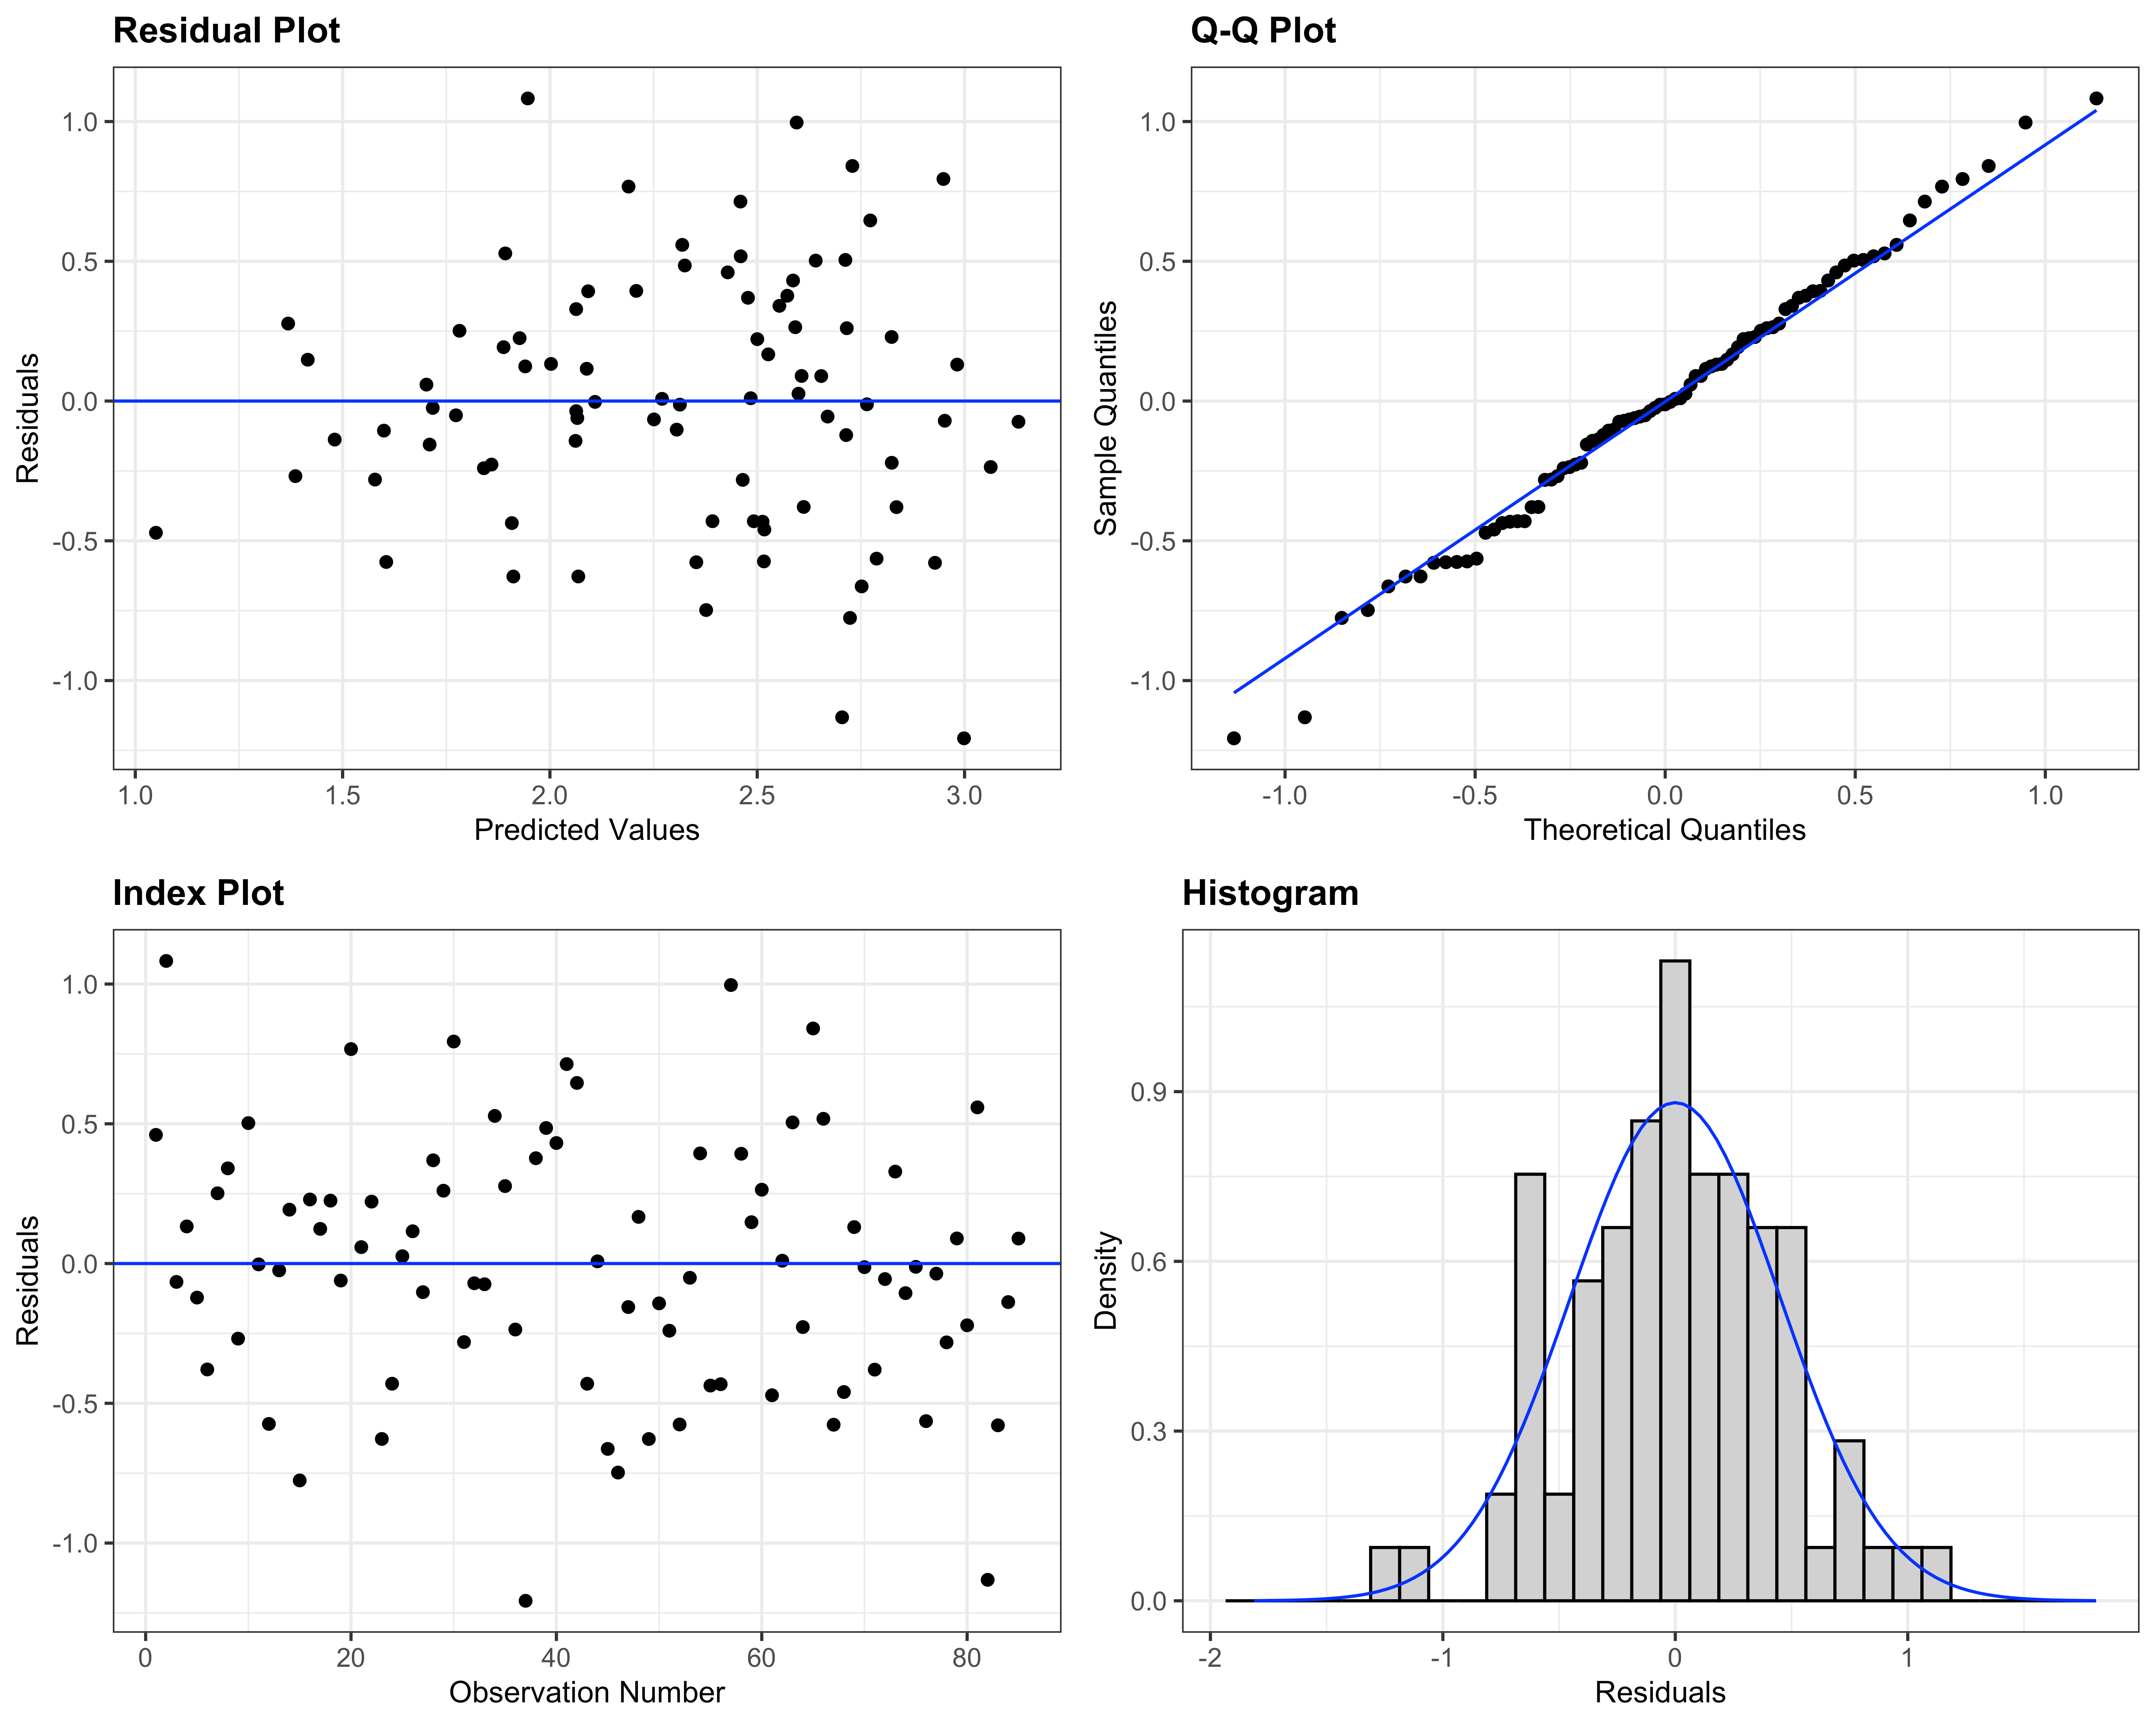 Residual Plot
1.0
0.5
0.0
-0.5
-1.0
Residuals
1.0 1.5 2.0 2.5 3.0
Predicted Values
Q-Q Plot
1.0
0.5
0.0
-0.5
-1.0
Sample Quantiles
-1.0 -0.5 0.0 0.5 1.0
Theoretical Quantiles
Index Plot
1.0
0.5
0.0
-0.5
-1.0
Residuals
0 20 40 60 80
Observation Number
Histogram
0.9
0.6
0.3
0.0
Density
-2 -1 0 1
Residuals